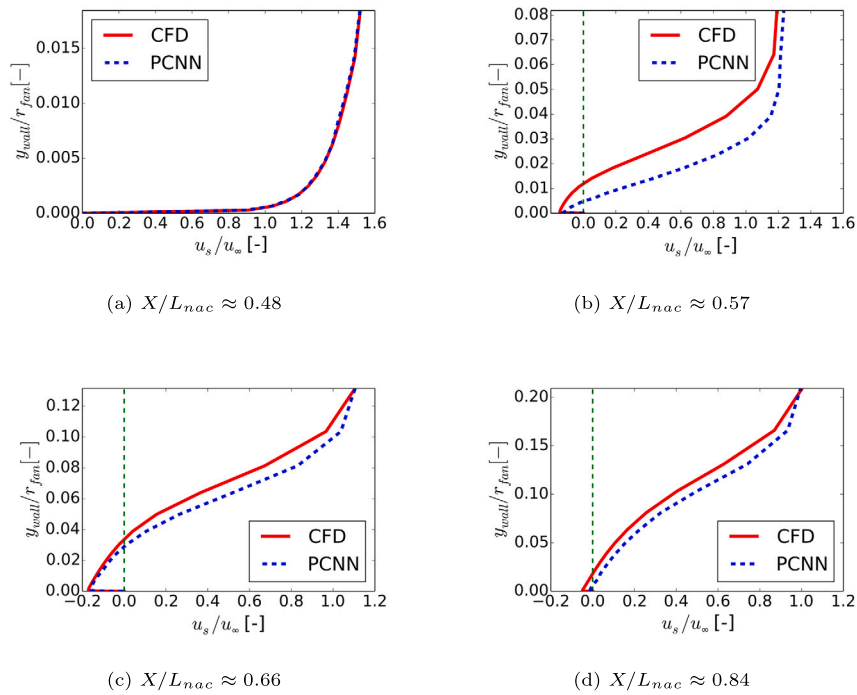 CFD
PCNN
0.015
0.010
0.005
0.000
y_wall/r_fan[−]
0.0 0.2 0.4 0.6 0.8 1.0 1.2 1.4 1.6
u_s/u_∞ [-]
(a) X/L_nac ≈ 0.48
CFD
PCNN
0.08
0.07
0.06
0.05
0.04
0.03
0.02
0.01
0.00
y_wall/r_fan[−]
0.0 0.2 0.4 0.6 0.8 1.0 1.2 1.4 1.6
u_s/u_∞ [-]
(b) X/L_nac ≈ 0.57
0.12
0.10
0.08
0.06
0.04
0.02
0.00
y_wall/r_fan[−]
CFD
PCNN
−0.2 0.0 0.2 0.4 0.6 0.8 1.0 1.2
u_s/u_∞ [-]
(c) X/L_nac ≈ 0.66
0.20
0.15
0.10
0.05
0.00
y_wall/r_fan[−]
CFD
PCNN
−0.2 0.0 0.2 0.4 0.6 0.8 1.0 1.2
u_s/u_∞ [-]
(d) X/L_nac ≈ 0.84